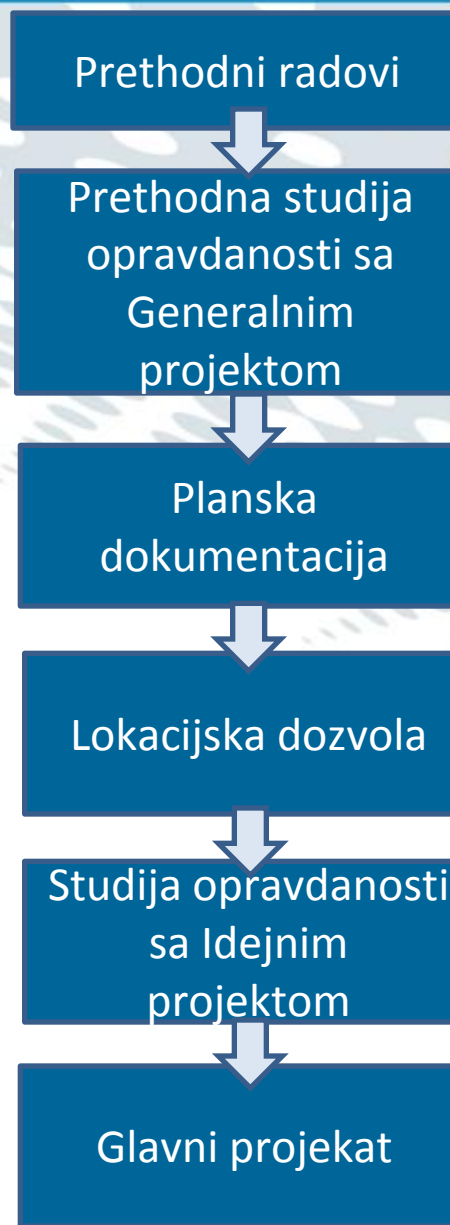 Prethodni radovi
Prethodna studija
opravdanosti sa
Generalnim
projektom
Planska
dokumentacija
Lokacijska dozvola
Studija opravdanosti
sa Idejnim
projektom
Glavni projekat